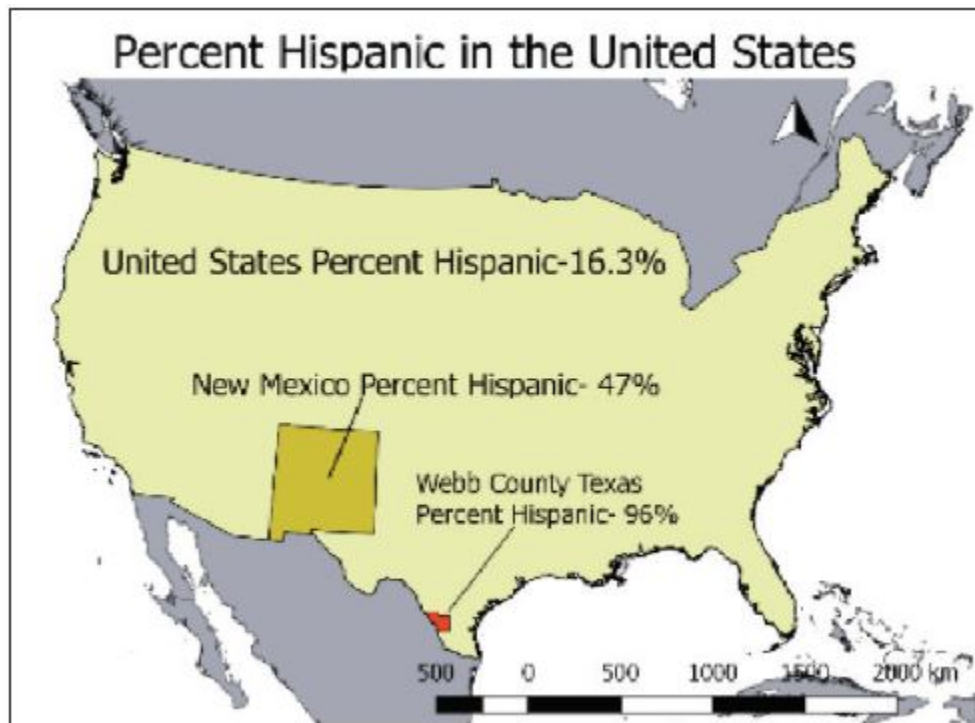 Percent Hispanic in the United States
United States Percent Hispanic-16.3%
New Mexico Percent Hispanic- 47%
Webb County Texas
Percent Hispanic- 96%
500 0 500 1000 1500 2000 km